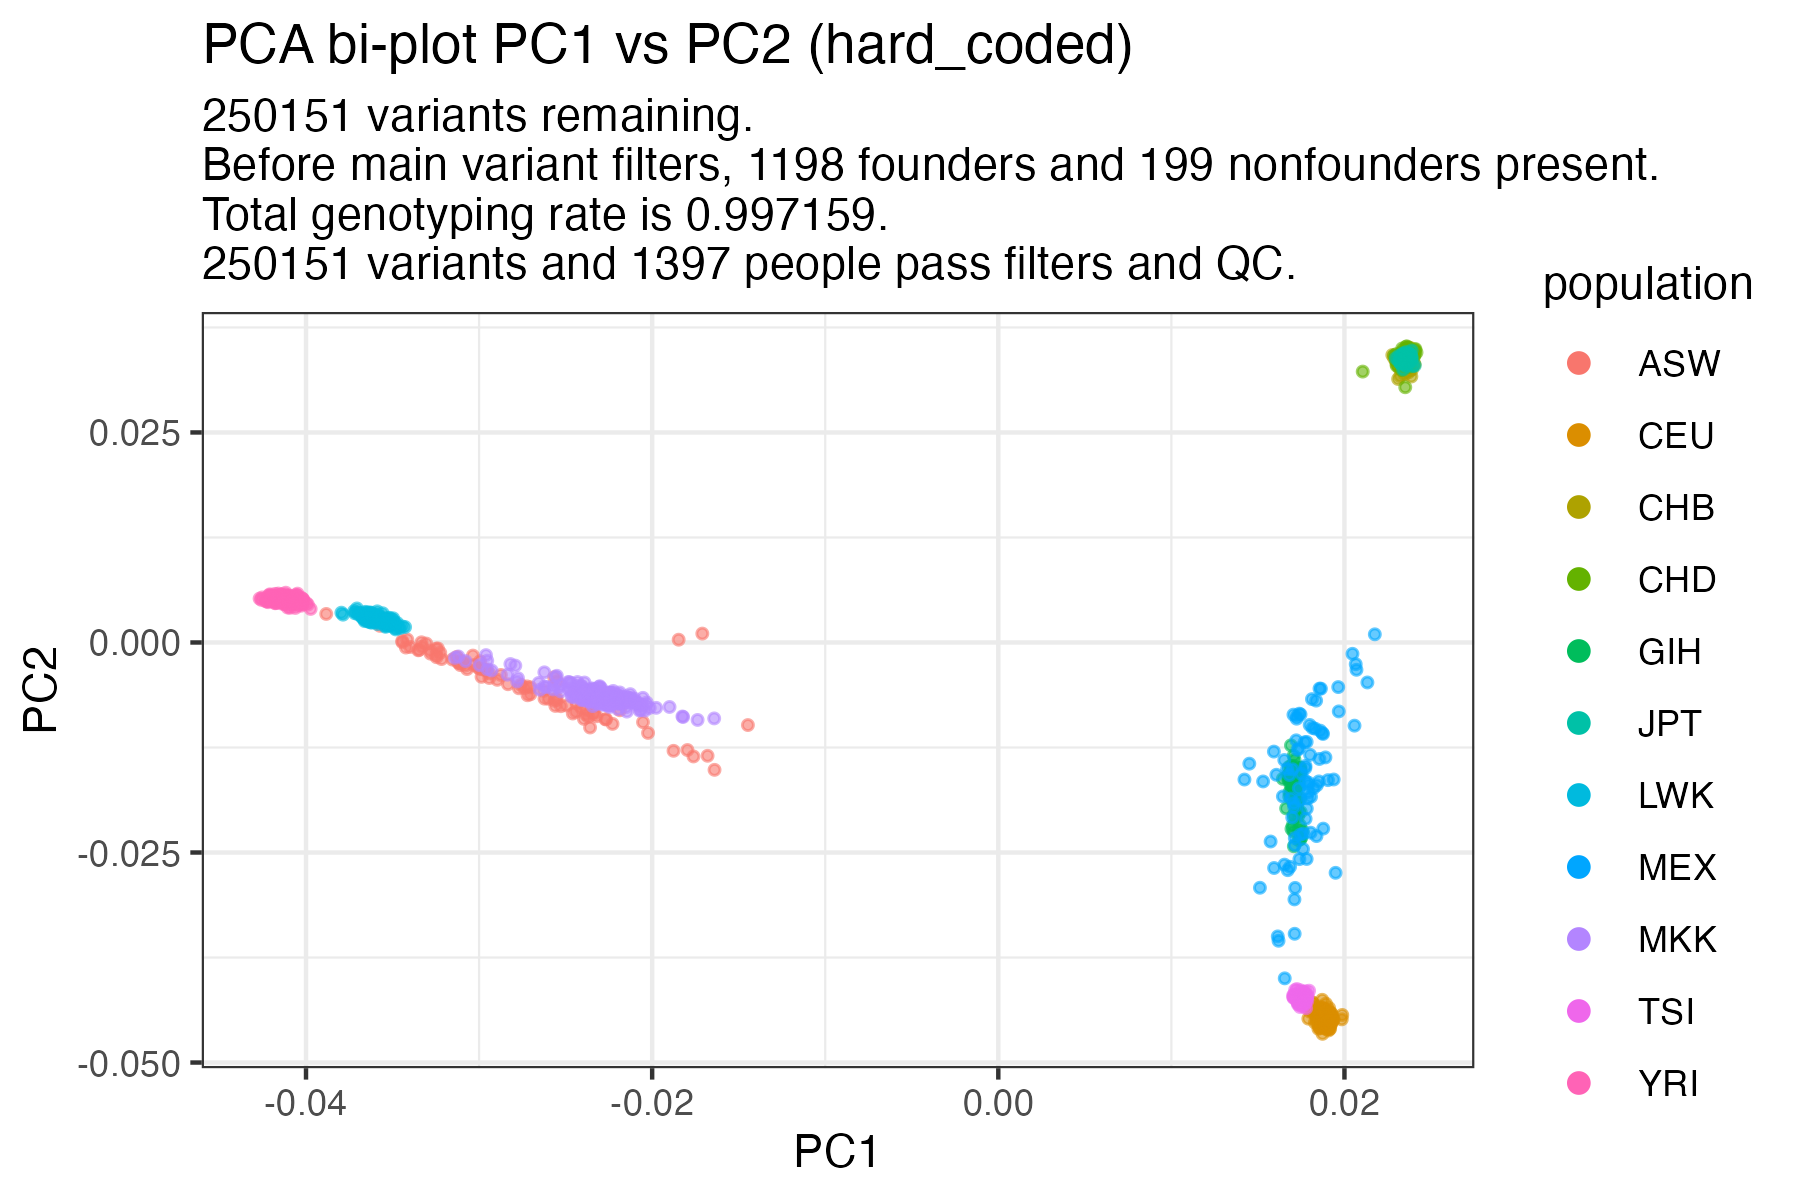 PCA bi-plot PC1 vs PC2 (hard_coded)
250151 variants remaining.
Before main variant filters, 1198 founders and 199 nonfounders present.
Total genotyping rate is 0.997159.
250151 variants and 1397 people pass filters and QC.
population
ASW
CEU
CHB
CHD
GIH
JPT
LWK
MEX
MKK
TSI
YRI
PC2
0.025
0.000
-0.025
-0.050
-0.04
-0.02
0.00
0.02
PC1